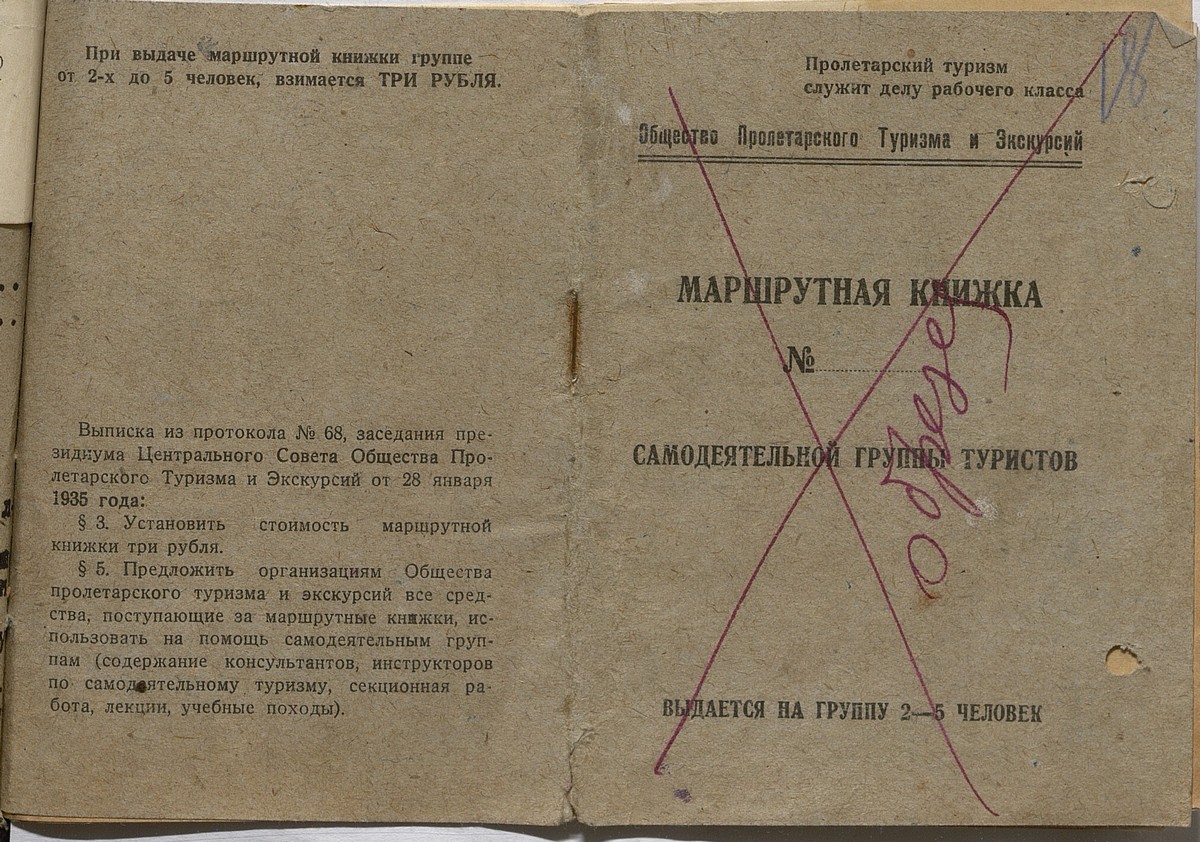 При выдаче маршрутной книжки группе
от 2-х до 5 человек, взимается ТРИ РУБЛЯ.
Выписка из протокола № 68, заседания пре-
зидиума Центрального Совета Общества Про-
летарского Туризма и Экскурсий от 28 января
1935 года:
§ 3. Установить стоимость маршрутной
книжки три рубля.
§ 5. Предложить организациям Общества
пролетарского туризма и экскурсий все сред-
ства, поступающие за маршрутные книжки, ис-
пользовать на помощь самодеятельным груп-
пам (содержание консультантов, инструкторов
по самодеятельному туризму, секционная ра-
бота, лекции, учебные походы).
18
Пролетарский туризм
служит делу рабочего класса
Общество Пролетарского Туризма и Экскурсий
МАРШРУТНАЯ КНИЖКА
№
САМОДЕЯТЕЛЬНОЙ ГРУППЫ ТУРИСТОВ
Образец
ВЫДАЕТСЯ НА ГРУППУ 2—5 ЧЕЛОВЕК